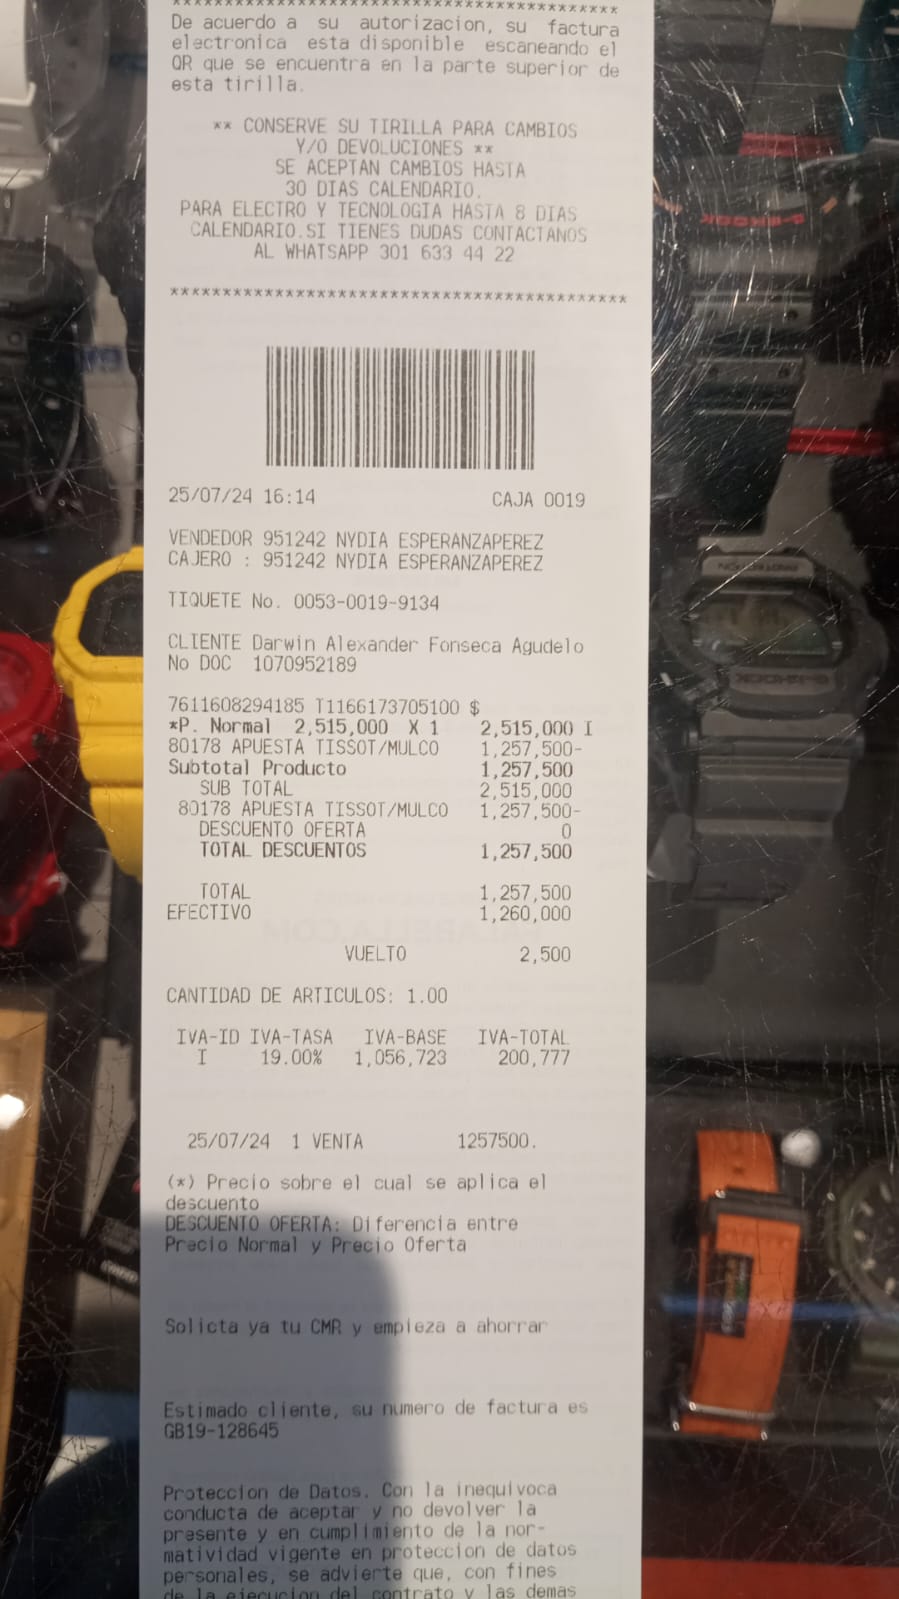 ******************************************
De acuerdo a su autorizacion, su factura
electronica esta disponible escaneando el
QR que se encuentra en la parte superior de
esta tirilla.
** CONSERVE SU TIRILLA PARA CAMBIOS
Y/O DEVOLUCIONES **
SE ACEPTAN CAMBIOS HASTA
30 DIAS CALENDARIO.
PARA ELECTRO Y TECNOLOGIA HASTA 8 DIAS
CALENDARIO.SI TIENES DUDAS CONTACTANOS
AL WHATSAPP 301 633 44 22
********************************************
25/07/24 16:14 CAJA 0019
VENDEDOR 951242 NYDIA ESPERANZAPEREZ
CAJERO : 951242 NYDIA ESPERANZAPEREZ
TIQUETE No. 0053-0019-9134
CLIENTE Darwin Alexander Fonseca Agudelo
No DOC 1070952189
7611608294185 T1166173705100 $
*P. Normal 2,515,000 X 1 2,515,000 I
80178 APUESTA TISSOT/MULCO 1,257,500-
Subtotal Producto 1,257,500
SUB TOTAL 2,515,000
80178 APUESTA TISSOT/MULCO 1,257,500-
DESCUENTO OFERTA 0
TOTAL DESCUENTOS 1,257,500
TOTAL 1,257,500
EFECTIVO 1,260,000
VUELTO 2,500
CANTIDAD DE ARTICULOS: 1.00
IVA-ID IVA-TASA IVA-BASE IVA-TOTAL
I 19.00% 1,056,723 200,777
25/07/24 1 VENTA 1257500.
(*) Precio sobre el cual se aplica el
descuento
DESCUENTO OFERTA: Diferencia entre
Precio Normal y Precio Oferta
Solicta ya tu CMR y empieza a ahorrar
Estimado cliente, su numero de factura es
GB19-128645
Proteccion de Datos. Con la inequivoca
conducta de aceptar y no devolver la
presente y en cumplimiento de la nor-
matividad vigente en proteccion de datos
personales, se advierte que, con fines
de la ejecucion del contrato y las demas